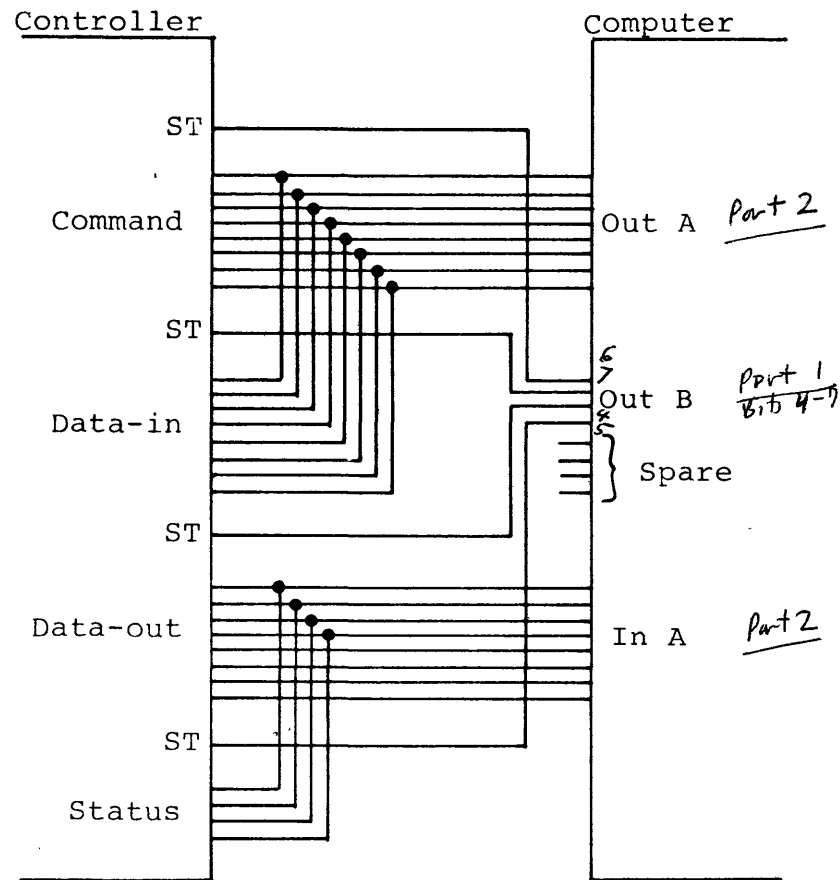 Controller
Computer
ST
Command
Out A
Port 2
ST
6
7
Out B
Port 1
Bits 4-7
4
5
Data-in
Spare
ST
Data-out
In A
Port 2
ST
Status